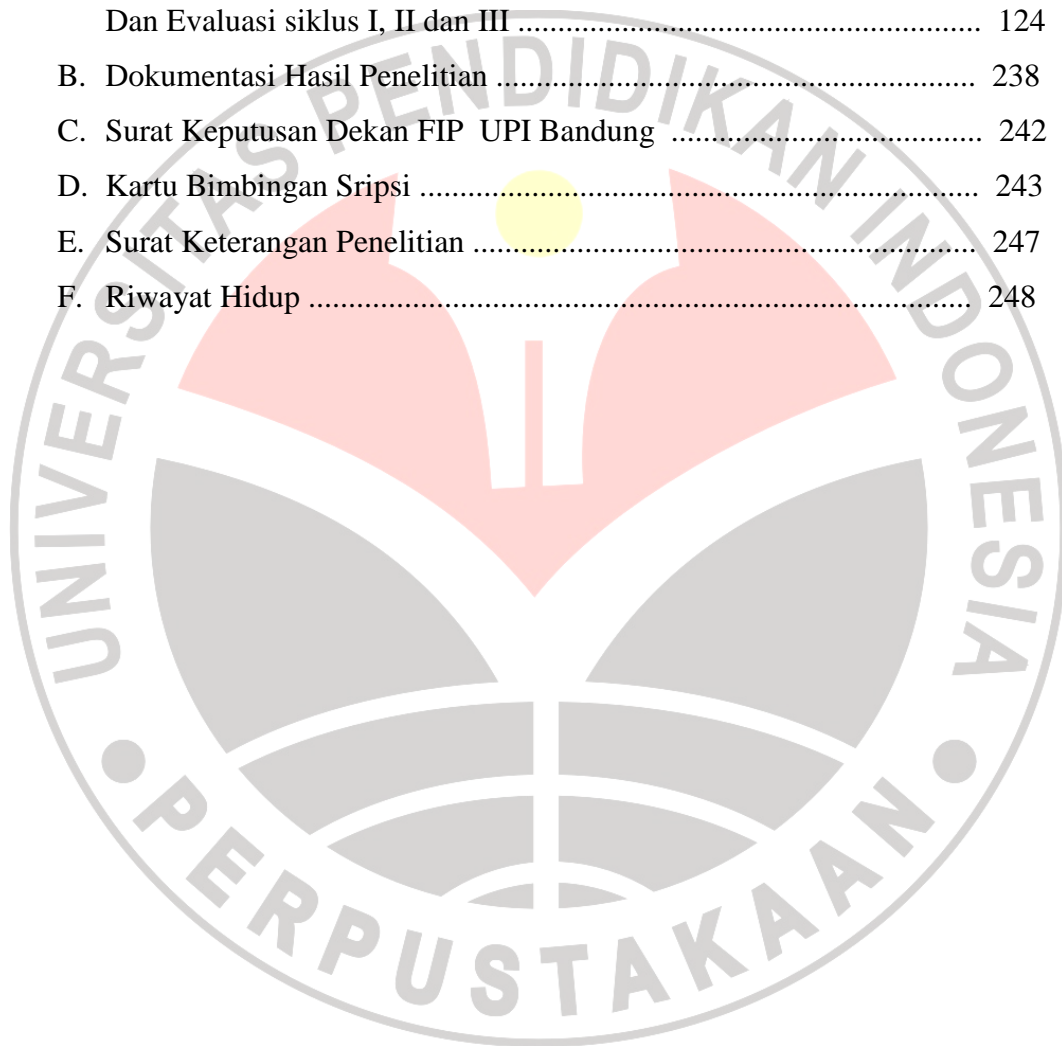 Dan Evaluasi siklus I, II dan III ......................................................... 124
B. Dokumentasi Hasil Penelitian ........................................................... 238
C. Surat Keputusan Dekan FIP  UPI Bandung ...................................... 242
D. Kartu Bimbingan Sripsi ..................................................................... 243
E. Surat Keterangan Penelitian .............................................................. 247
F. Riwayat Hidup .................................................................................. 248
UNIVERSITAS PENDIDIKAN INDONESIA
PERPUSTAKAAN